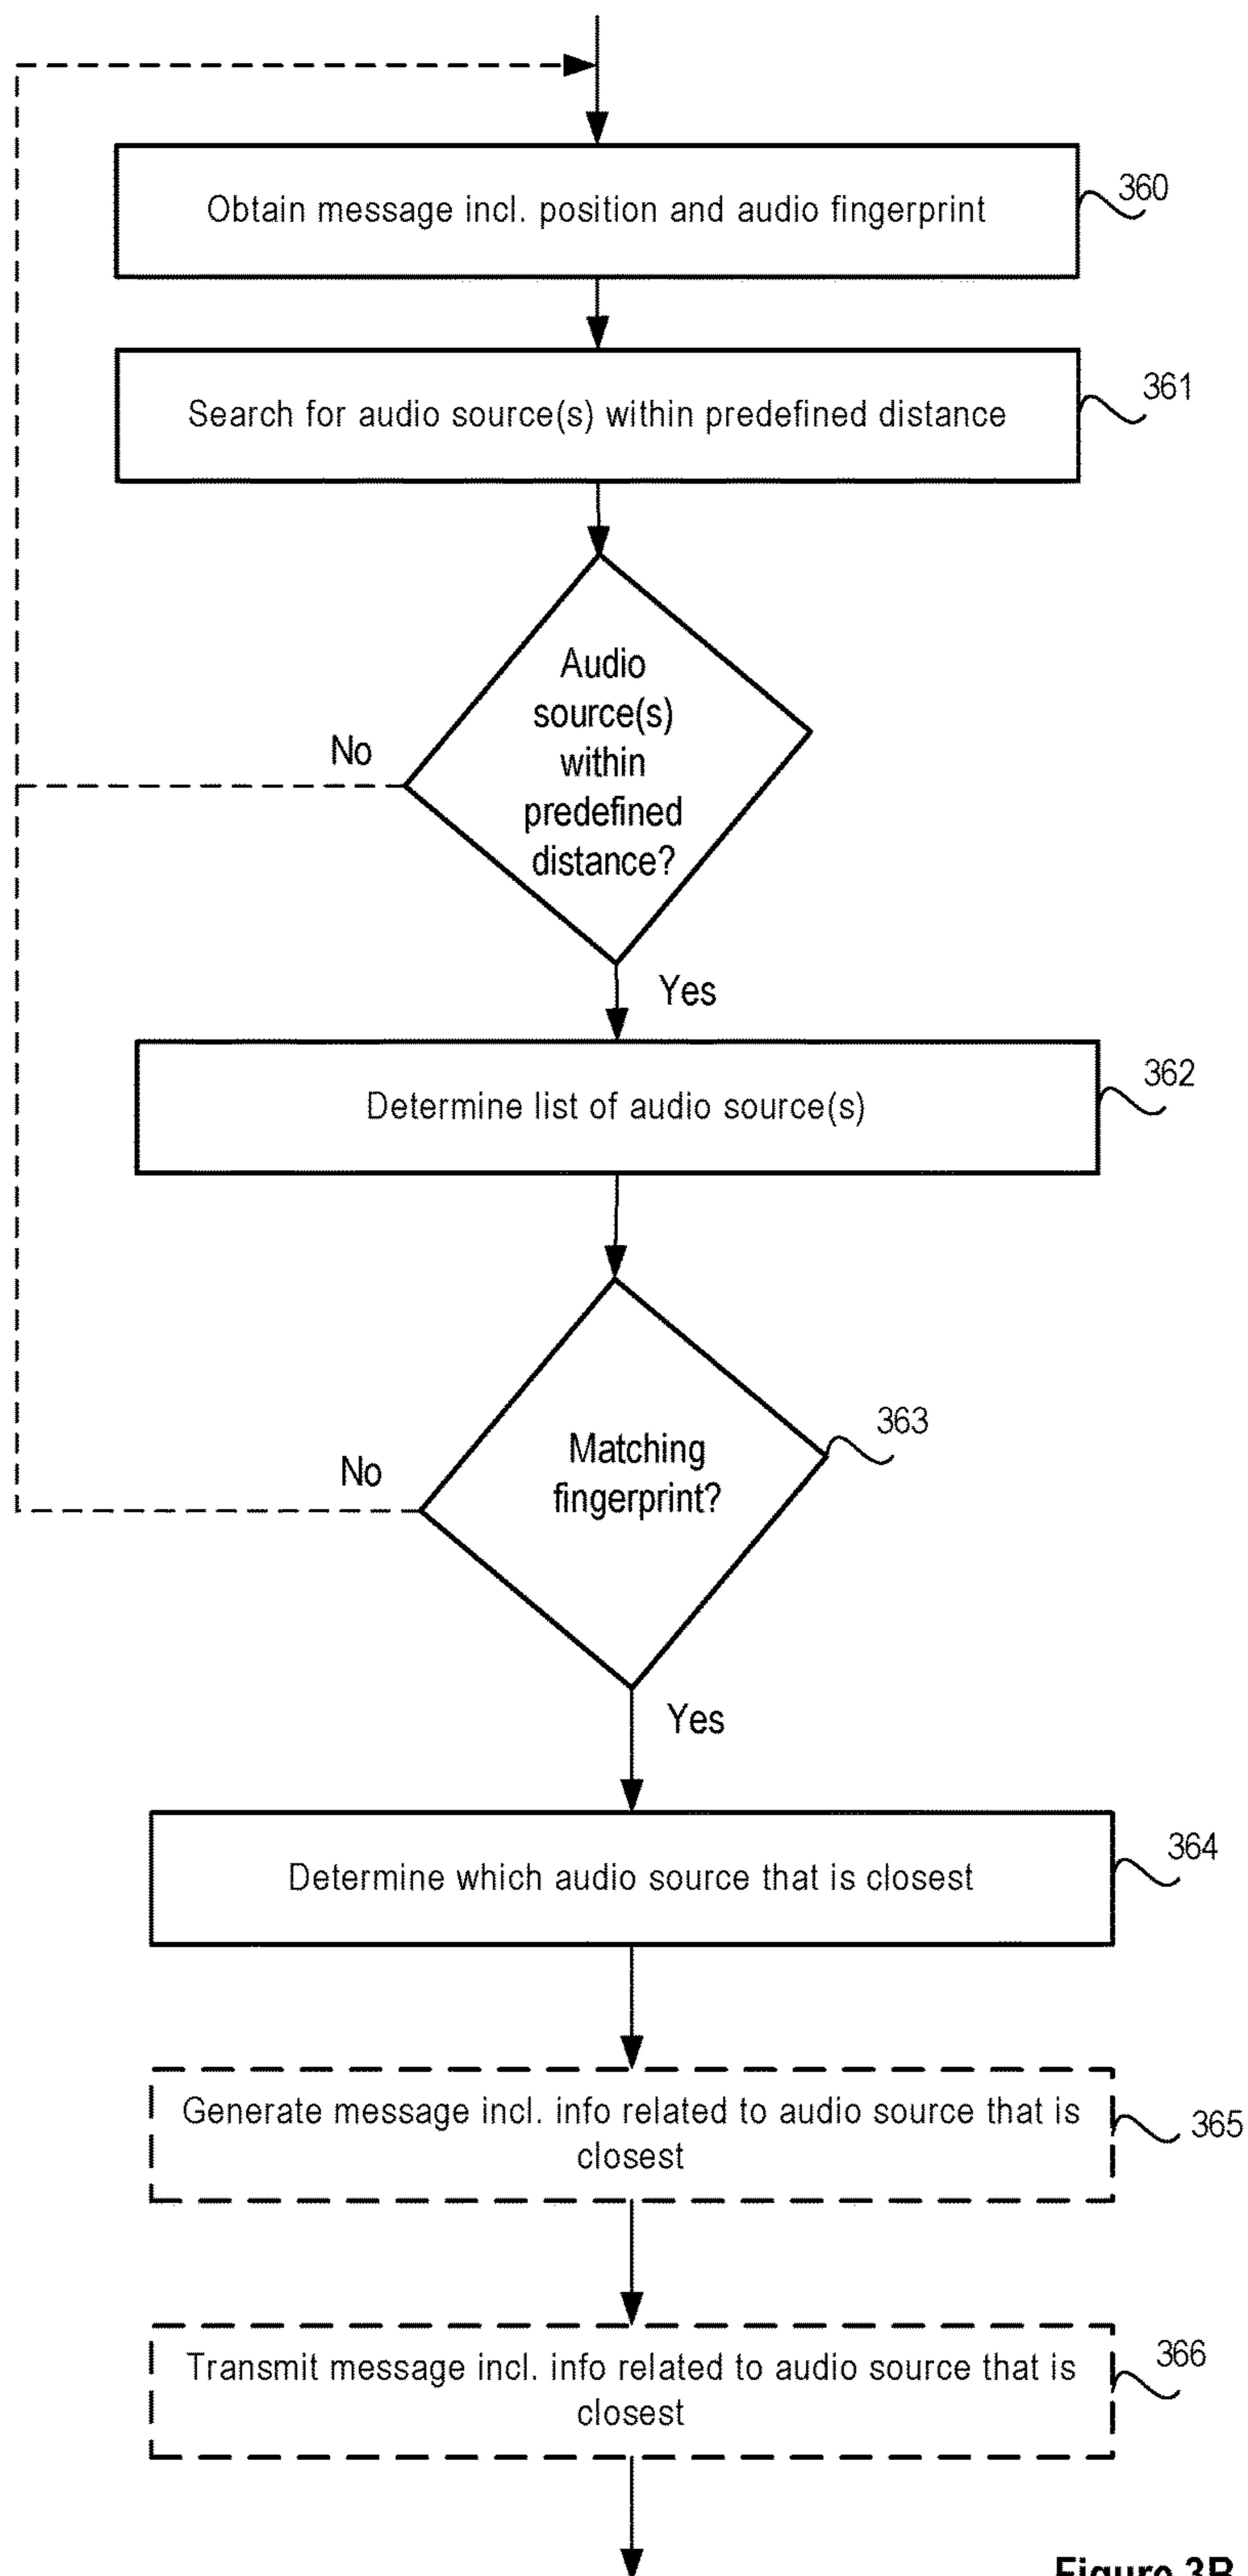 Obtain message incl. position and audio fingerprint
360
Search for audio source(s) within predefined distance
361
Audio
source(s)
within
predefined
distance?
No
Yes
Determine list of audio source(s)
362
Matching
fingerprint?
363
No
Yes
Determine which audio source that is closest
364
Generate message incl. info related to audio source that is
closest
365
Transmit message incl. info related to audio source that is
closest
366
Figure 3B